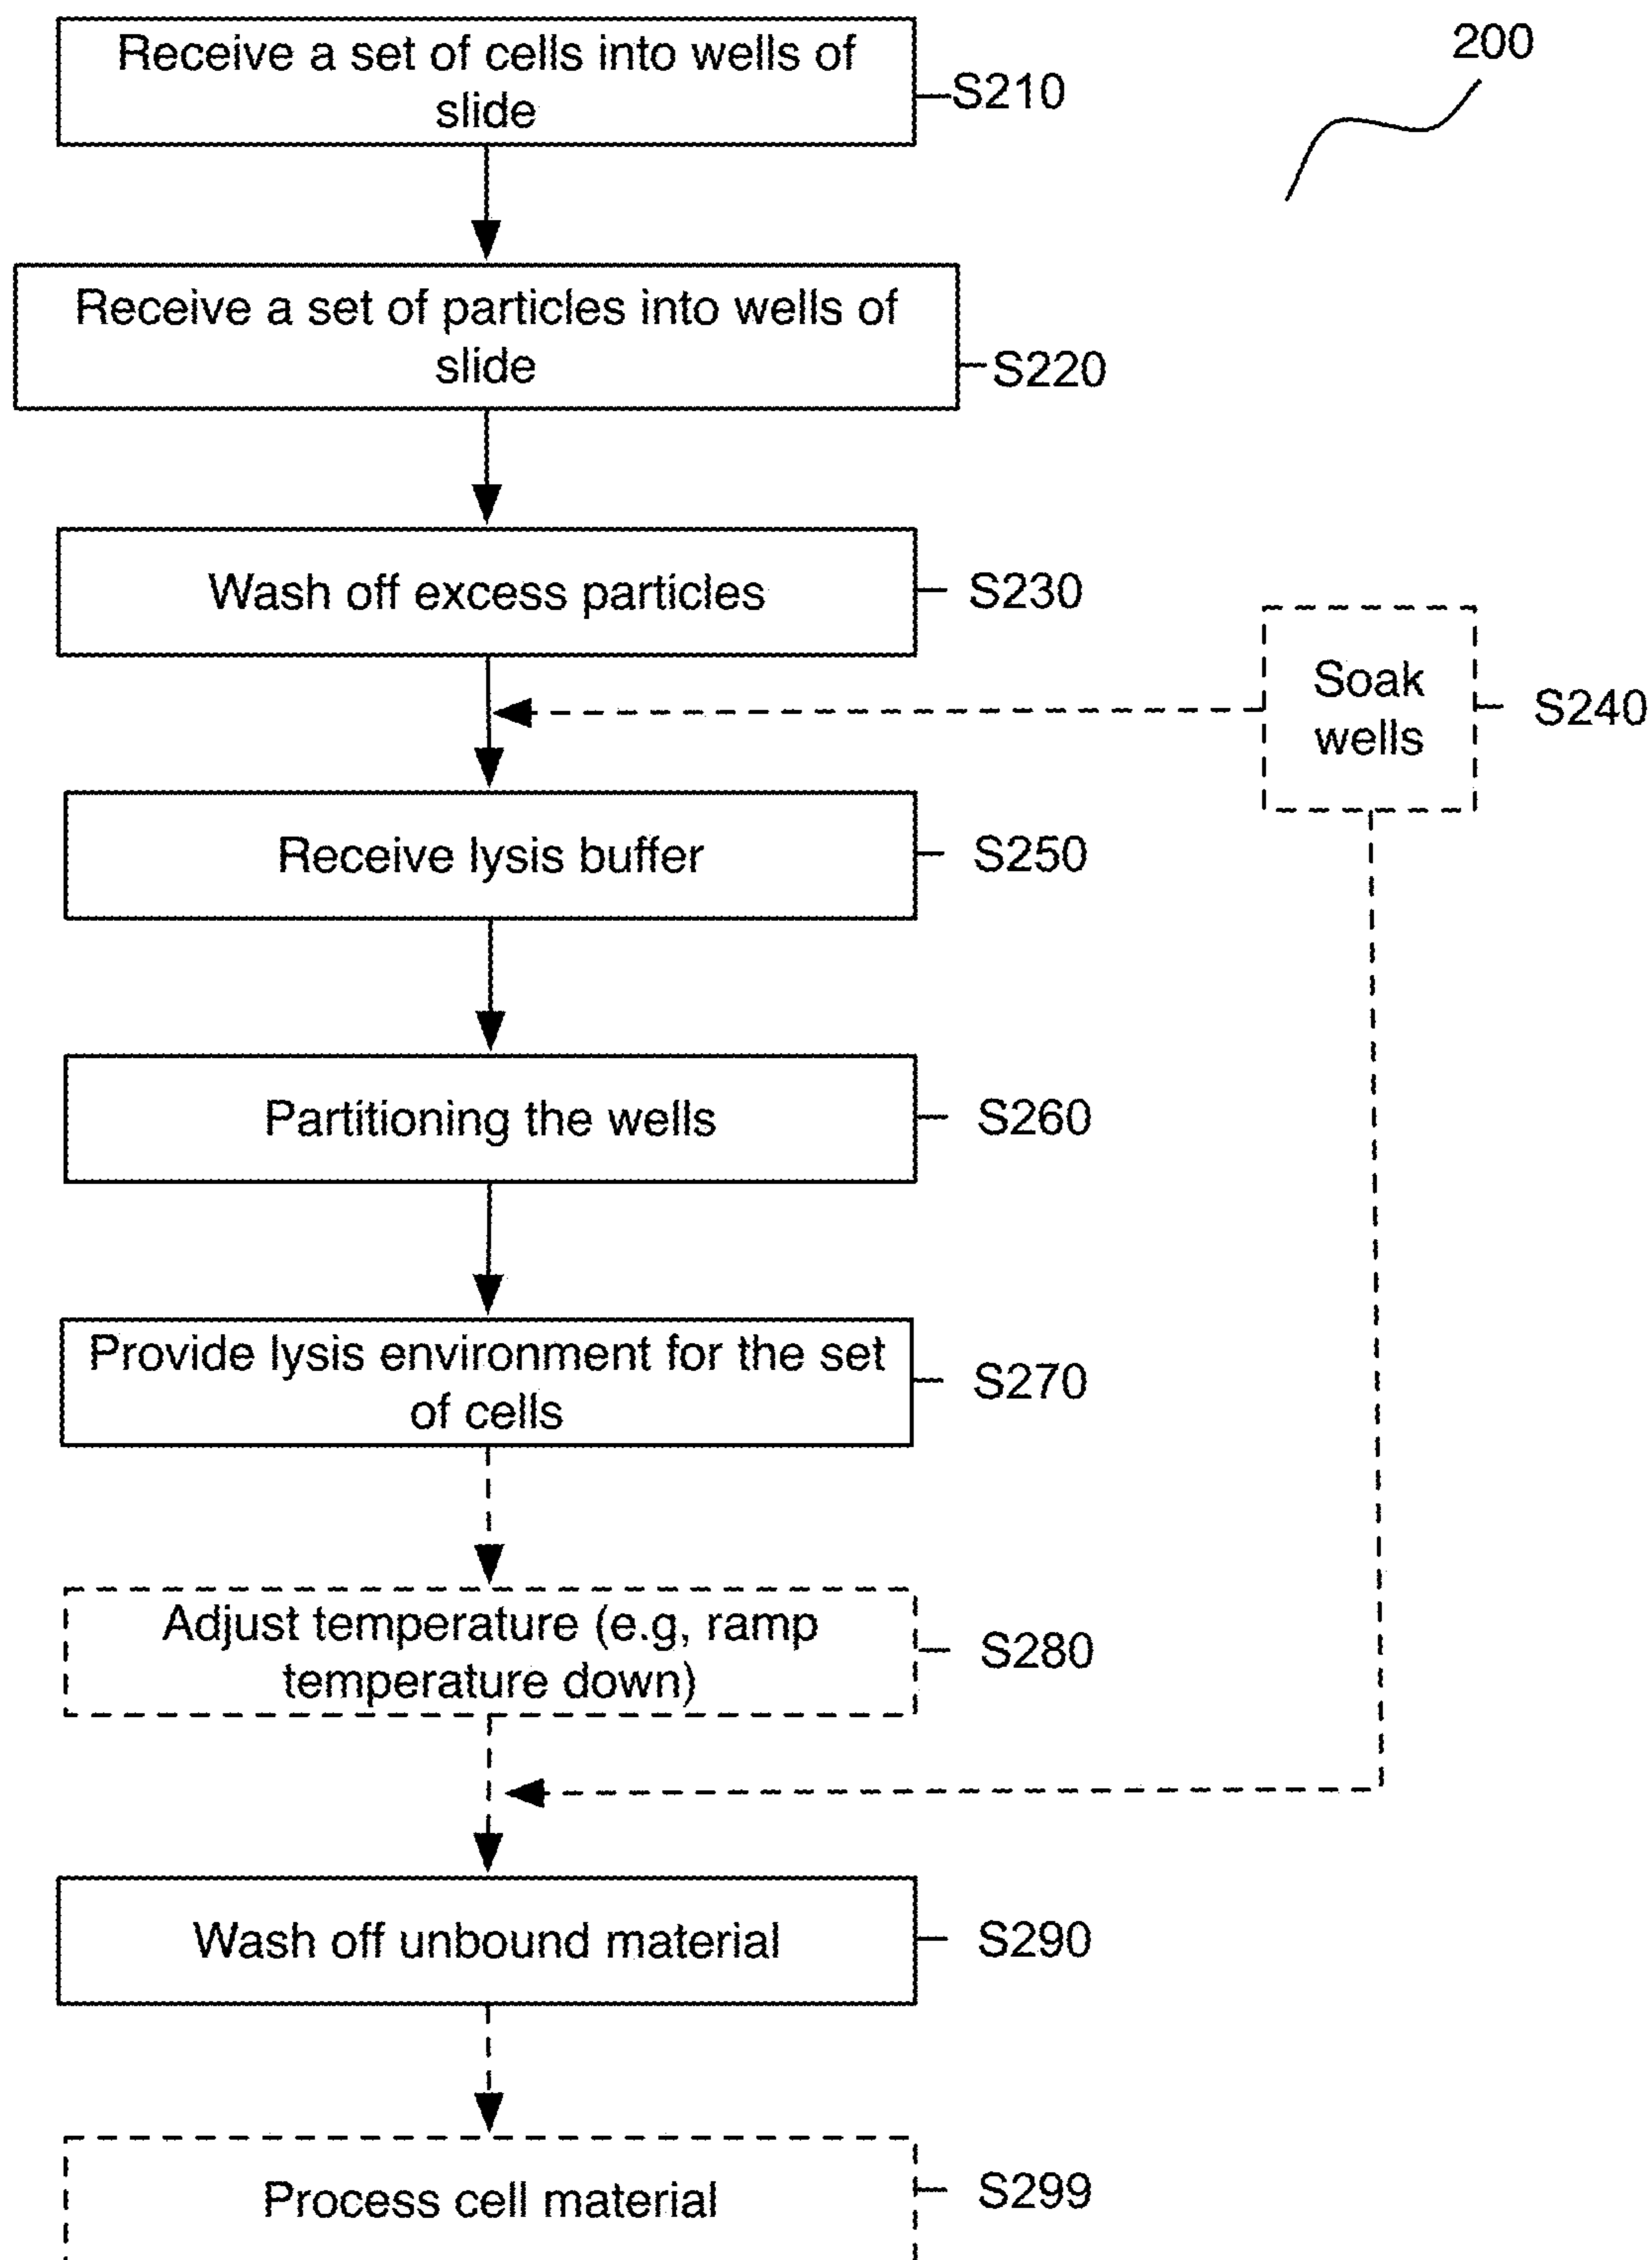 200
Receive a set of cells into wells of
slide
S210
Receive a set of particles into wells of
slide
S220
Wash off excess particles
S230
Soak
wells
S240
Receive lysis buffer
S250
Partitioning the wells
S260
Provide lysis environment for the set
of cells
S270
Adjust temperature (e.g, ramp
temperature down)
S280
Wash off unbound material
S290
Process cell material
S299